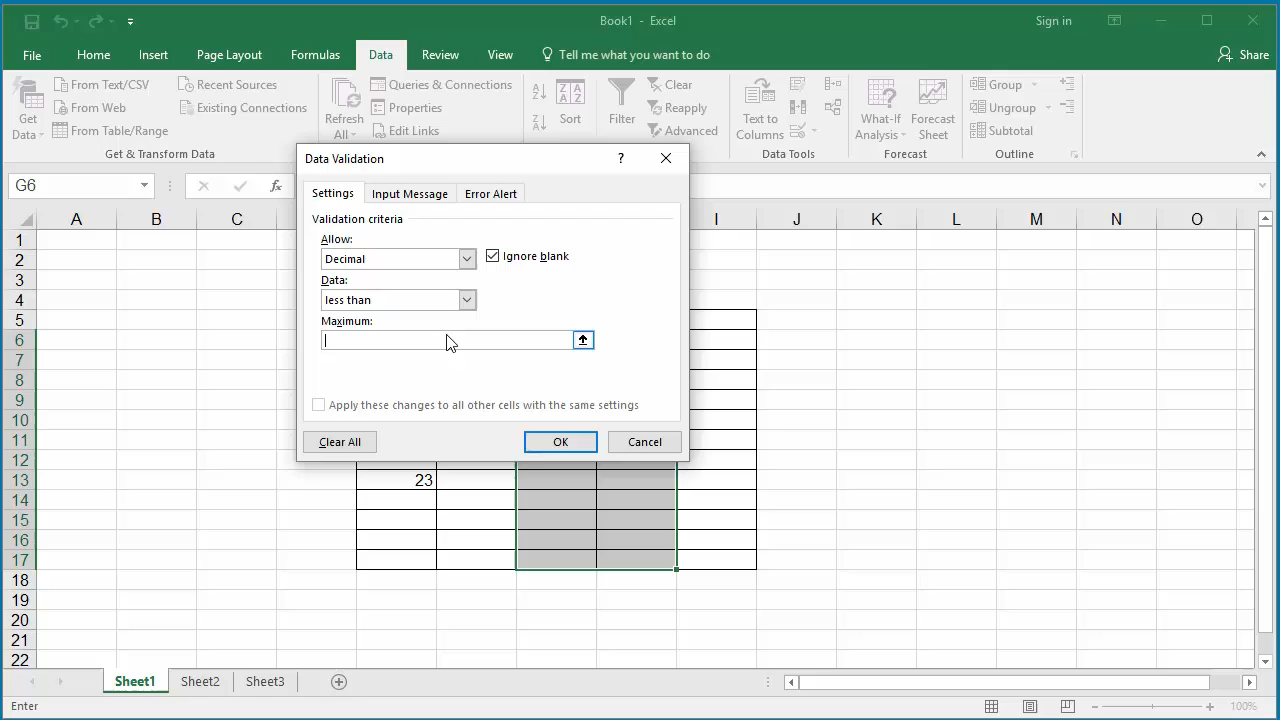 Book1 - Excel
Sign in
File Home Insert Page Layout Formulas Data Review View Tell me what you want to do Share
Get Data
From Text/CSV
From Web
From Table/Range
Recent Sources
Existing Connections
Get & Transform Data
Refresh All
Queries & Connections
Properties
Edit Links
Sort
Filter
Clear
Reapply
Advanced
Text to Columns
Data Tools
What-If Analysis
Forecast Sheet
Forecast
Group
Ungroup
Subtotal
Outline
G6
fx
A B C I J K L M N O
1
2
3
4
5
6
7
8
9
10
11
12
13
14
15
16
17
18
19
20
21
22
Data Validation ?
Settings Input Message Error Alert
Validation criteria
Allow:
Decimal
Ignore blank
Data:
less than
Maximum:
Apply these changes to all other cells with the same settings
Clear All OK Cancel
23
Sheet1 Sheet2 Sheet3
Enter
100%